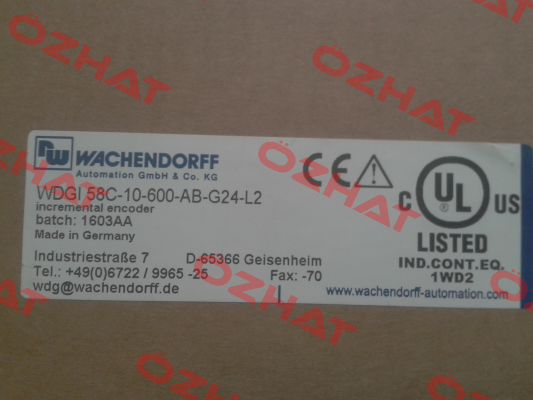 ÖZHAT
ÖZHAT
ÖZHAT
WACHENDORFF
Automation GmbH & Co. KG
WDGI 58C-10-600-AB-G24-L2
incremental encoder
batch: 1603AA
Made in Germany
Industriestraße 7 D-65366 Geisenheim
Tel.: +49(0)6722 / 9965 -25 Fax: -70
wdg@wachendorff.de
CE
C UL US
LISTED
IND.CONT.EQ.
1WD2
www.wachendorff-automation.com
ÖZHAT
ÖZHAT
ÖZHAT